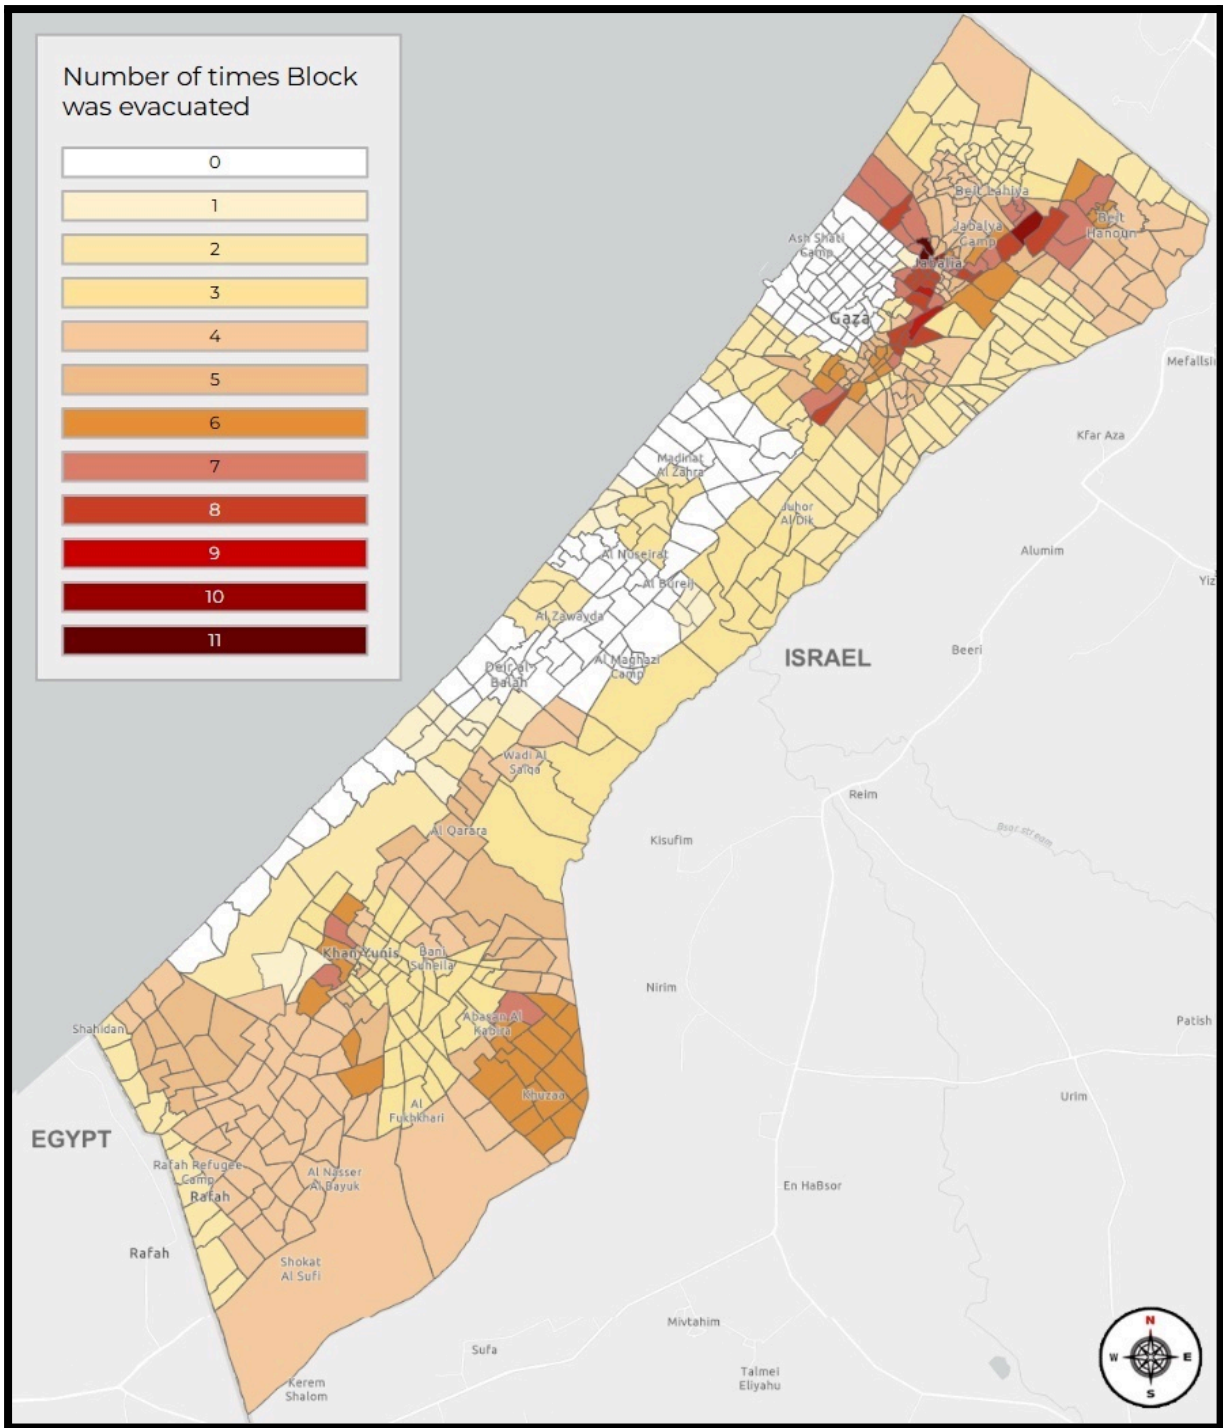 Number of times Block
was evacuated
0
1
2
3
4
5
6
7
8
9
10
11
Beit Lahiya
Ash Shati
Camp
Jabalya
Camp
Beit
Hanoun
Jabalia
Gaza
Mefallsi
Kfar Aza
Madinat
Al Zahra
Juhor
Al Dik
Al Nuseirat
Alumim
Al Bureij
Yiz
Al Zawayda
ISRAEL
Beeri
Deir al-
Balah
Al Maghazi
Camp
Wadi Al
Salqa
Reim
Al Qarara
Kisufim
Bsor stream
Khan Yunis
Bani
Suheila
Nirim
Shahidan
Abasan Al
Kabira
Patish
Khuzaa
Urim
Al
Fukhkhari
EGYPT
Rafah Refugee
Camp
Rafah
Al Nasser
Al Bayuk
En HaBsor
Rafah
Shokat
Al Sufi
Mivtahim
Sufa
Talmei
Eliyahu
Kerem
Shalom
N
W
E
S